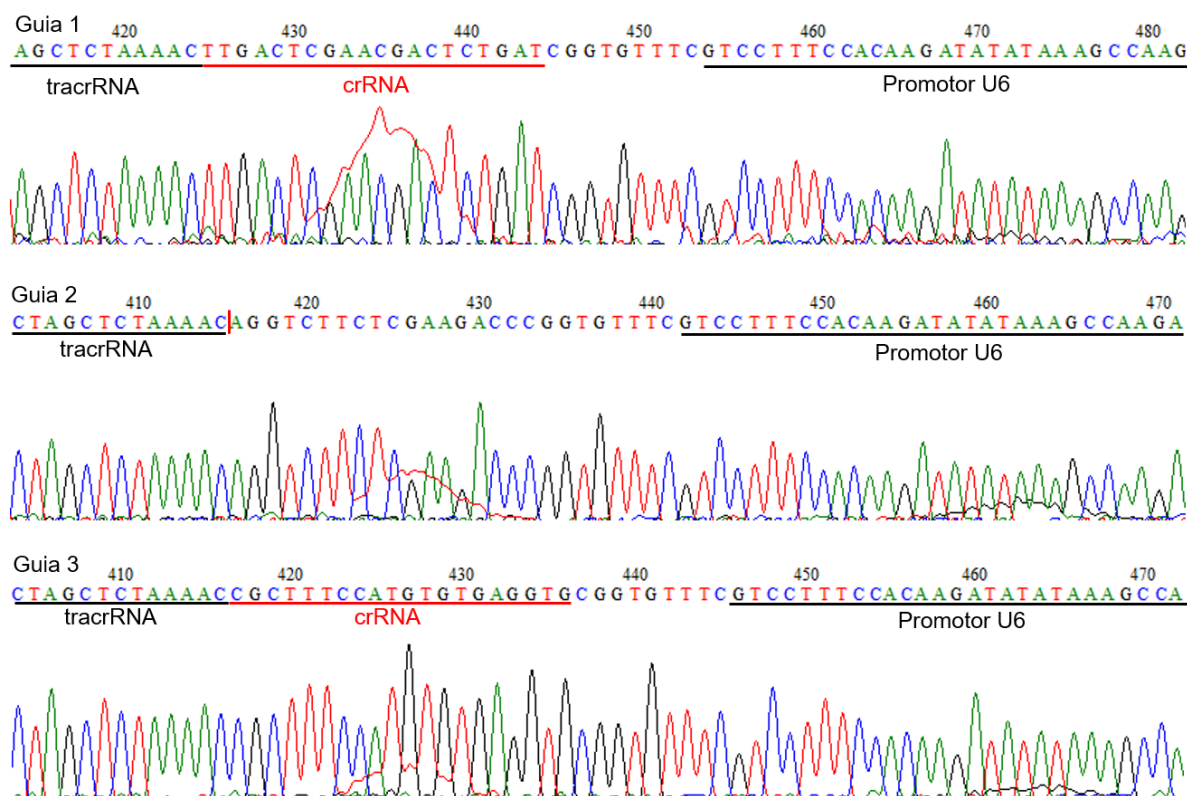 Guia 1
420 430 440 450 460 470 480
AGCTCTAAAACTTGACTCGAACGACTCTGATCGGTGTTTCGTCCTTTCCACAAGATATATAAAGCCAAG
tracrRNA crRNA Promotor U6
Guia 2
410 420 430 440 450 460 470
CTAGCTCTAAAACAGGTCTTCTCGAAGACCCGGTGTTTCGTCCTTTCCACAAGATATATAAAGCCAAGA
tracrRNA Promotor U6
Guia 3
410 420 430 440 450 460 470
CTAGCTCTAAAACCGCTTTCCATGTGTGAGGTGCGGTGTTTCGTCCTTTCCACAAGATATATAAAGCCA
tracrRNA crRNA Promotor U6